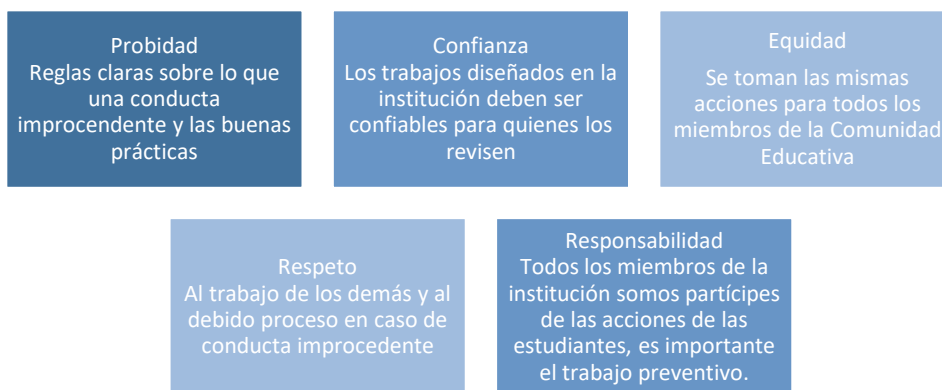 Probidad
Reglas claras sobre lo que
una conducta
improcendente y las buenas
prácticas
Confianza
Los trabajos diseñados en la
institución deben ser
confiables para quienes los
revisen
Equidad
Se toman las mismas
acciones para todos los
miembros de la Comunidad
Educativa
Respeto
Al trabajo de los demás y al
debido proceso en caso de
conducta improcedente
Responsabilidad
Todos los miembros de la
institución somos partícipes
de las acciones de las
estudiantes, es importante
el trabajo preventivo.